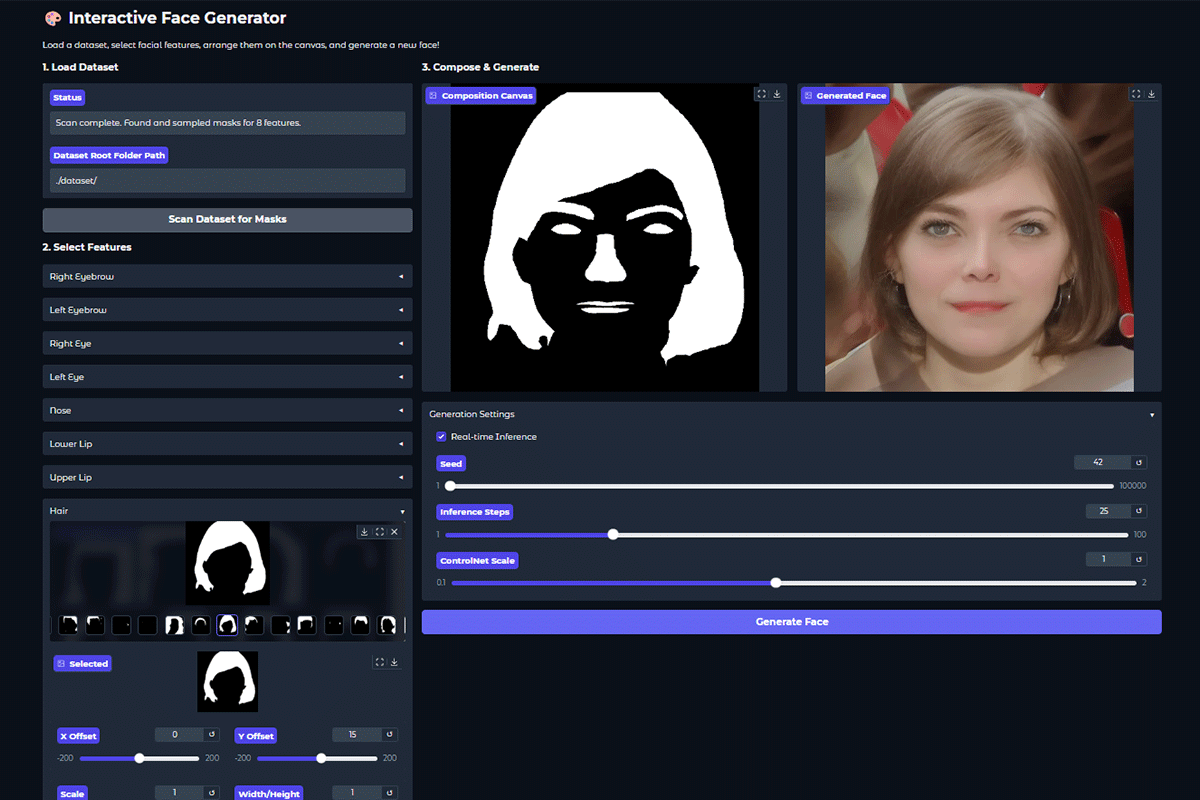 Interactive Face Generator
Load a dataset, select facial features, arrange them on the canvas, and generate a new face!
1. Load Dataset
Status
Scan complete. Found and sampled masks for 8 features.
Dataset Root Folder Path
./dataset/
Scan Dataset for Masks
2. Select Features
Right Eyebrow
Left Eyebrow
Right Eye
Left Eye
Nose
Lower Lip
Upper Lip
Hair
Selected
X Offset
0
-200
200
Y Offset
15
-200
200
Scale
1
Width/Height
1
3. Compose & Generate
Composition Canvas
Generated Face
Generation Settings
Real-time Inference
Seed
42
1
100000
Inference Steps
25
1
100
ControlNet Scale
1
0.1
2
Generate Face